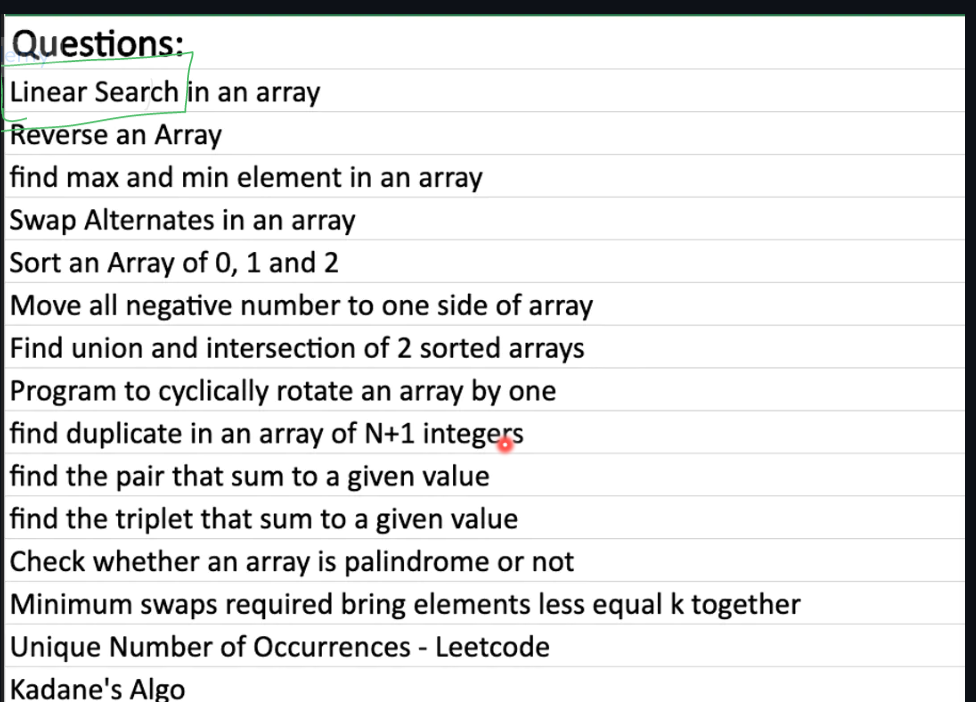 Questions:
Linear Search in an array
Reverse an Array
find max and min element in an array
Swap Alternates in an array
Sort an Array of 0, 1 and 2
Move all negative number to one side of array
Find union and intersection of 2 sorted arrays
Program to cyclically rotate an array by one
find duplicate in an array of N+1 integers
find the pair that sum to a given value
find the triplet that sum to a given value
Check whether an array is palindrome or not
Minimum swaps required bring elements less equal k together
Unique Number of Occurrences - Leetcode
Kadane's Algo